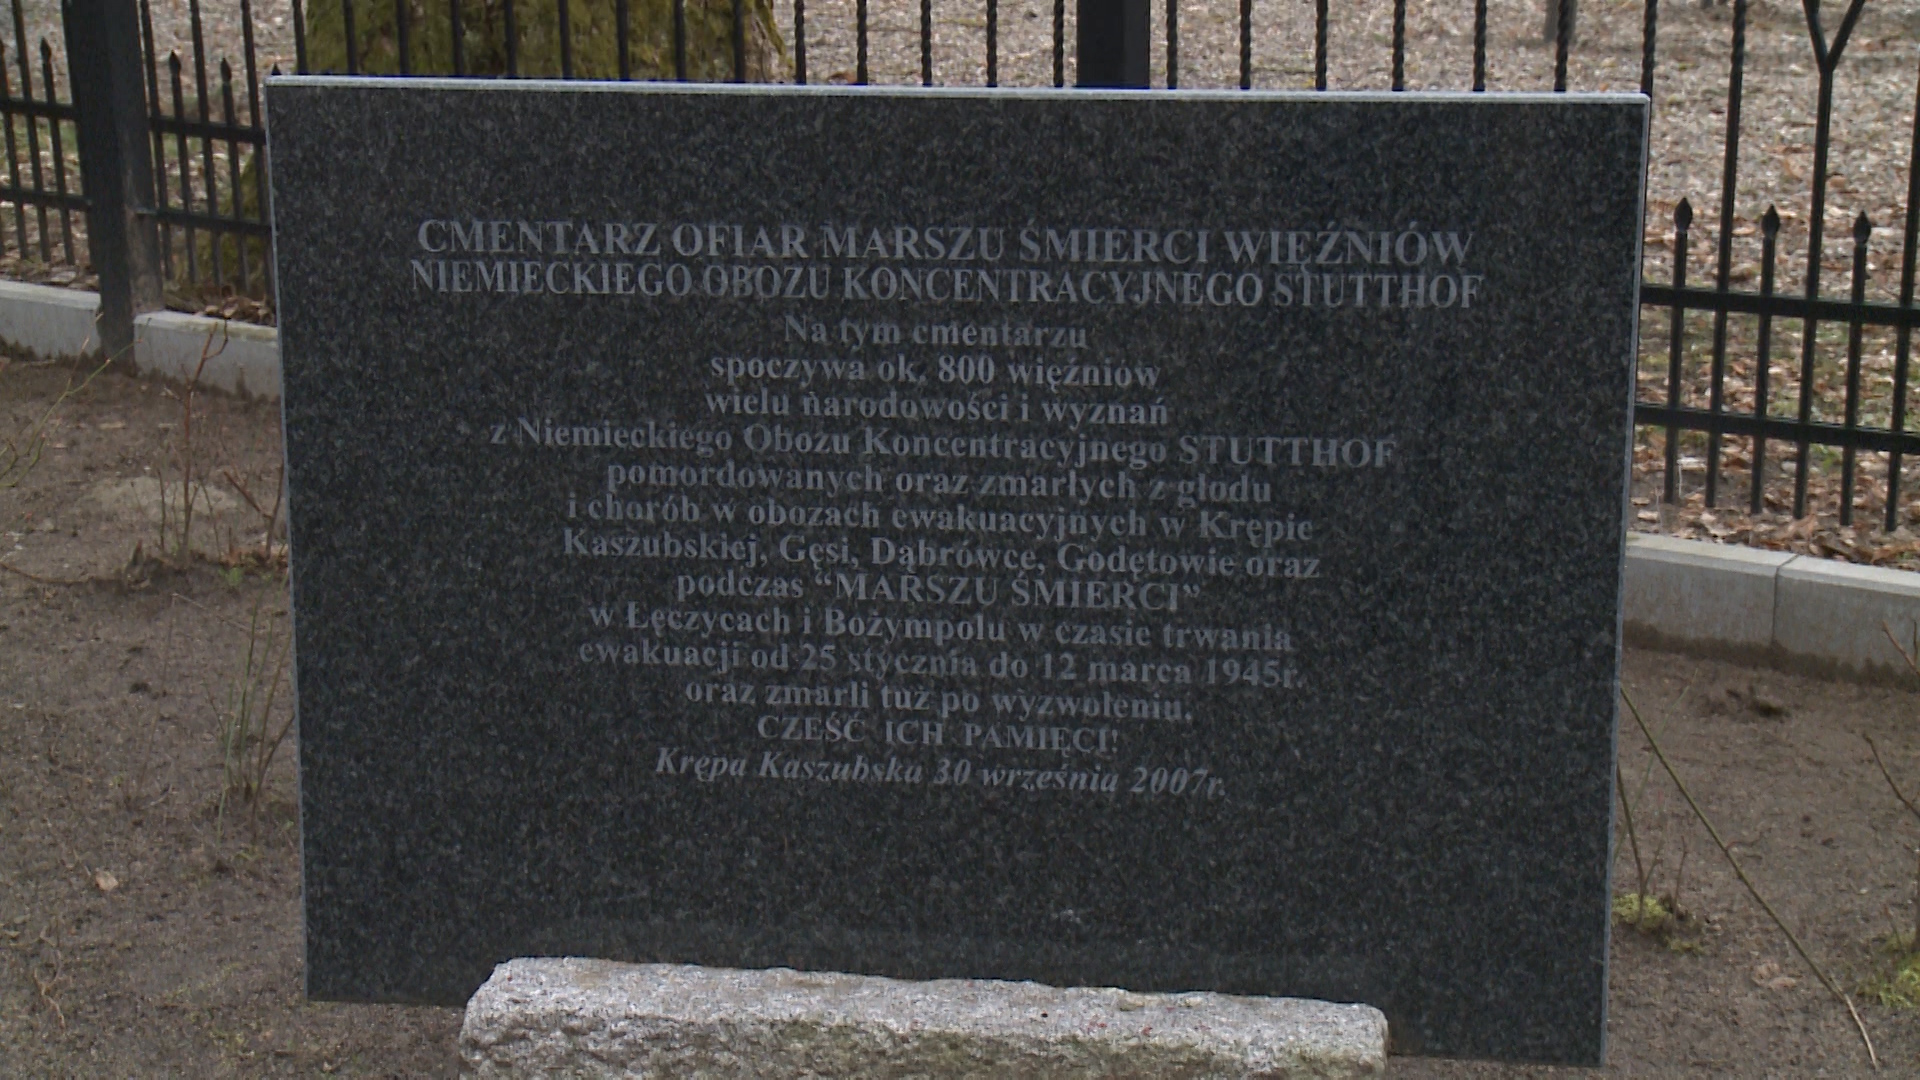 CMENTARZ OFIAR MARSZU ŚMIERCI WIĘŹNIÓW
NIEMIECKIEGO OBOZU KONCENTRACYJNEGO STUTTHOF
Na tym cmentarzu
spoczywa ok. 800 więźniów
wielu narodowości i wyznań
z Niemieckiego Obozu Koncentracyjnego STUTTHOF
pomordowanych oraz zmarłych z głodu
i chorób w obozach ewakuacyjnych w Krępie
Kaszubskiej, Gęsi, Dąbrówce, Godętowie oraz
podczas “MARSZU ŚMIERCI”
w Łęczycach i Bożympolu w czasie trwania
ewakuacji od 25 stycznia do 12 marca 1945r.
oraz zmarli tuż po wyzwoleniu.
CZEŚĆ ICH PAMIĘCI!
Krępa Kaszubska 30 września 2007r.